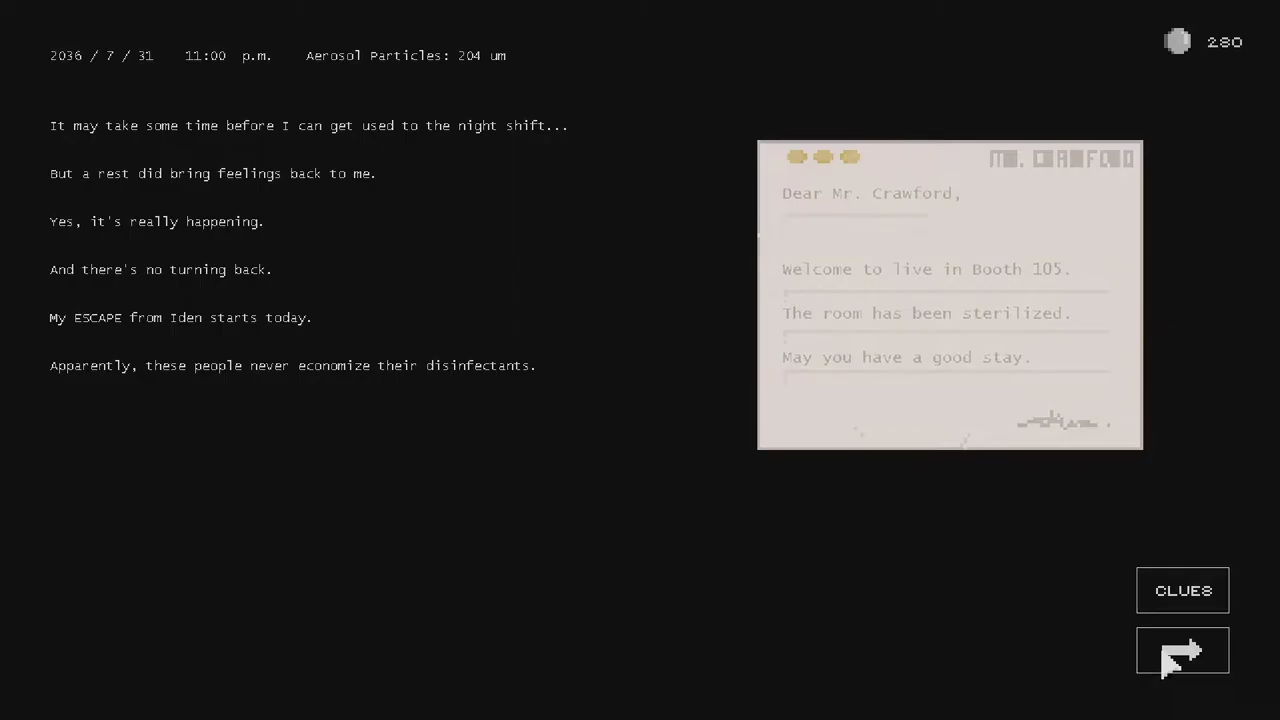 2036 / 7 / 31 11:00 p.m. Aerosol Particles: 204 um
280
It may take some time before I can get used to the night shift...
But a rest did bring feelings back to me.
Yes, it's really happening.
And there's no turning back.
My ESCAPE from Iden starts today.
Apparently, these people never economize their disinfectants.
MR. CRAWFORD
Dear Mr. Crawford,
Welcome to live in Booth 105.
The room has been sterilized.
May you have a good stay.
CLUES